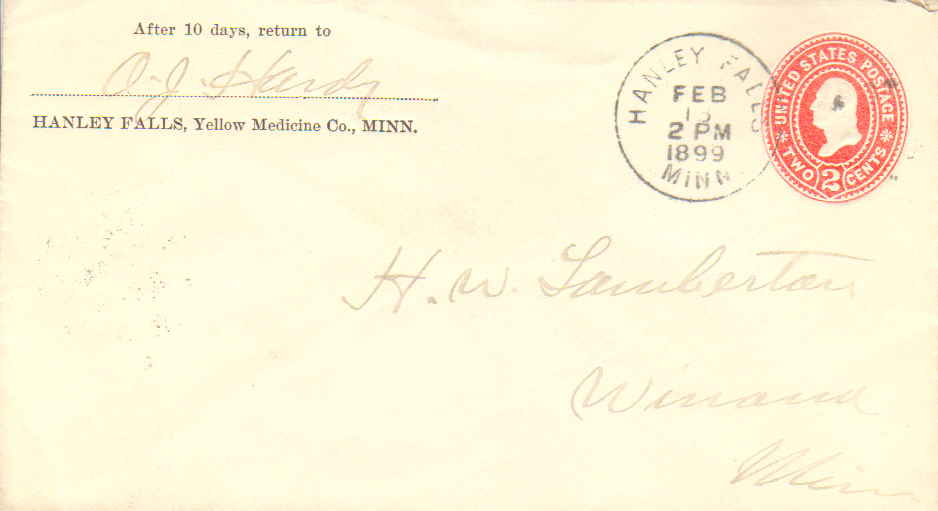 After 10 days, return to
O. J. Hardy
HANLEY FALLS, Yellow Medicine Co., MINN.
HANLEY FALLS
FEB
2 PM
1899
MINN
UNITED STATES POSTAGE
TWO 2 CENTS
H. W. Lamberton
Winona
Minn